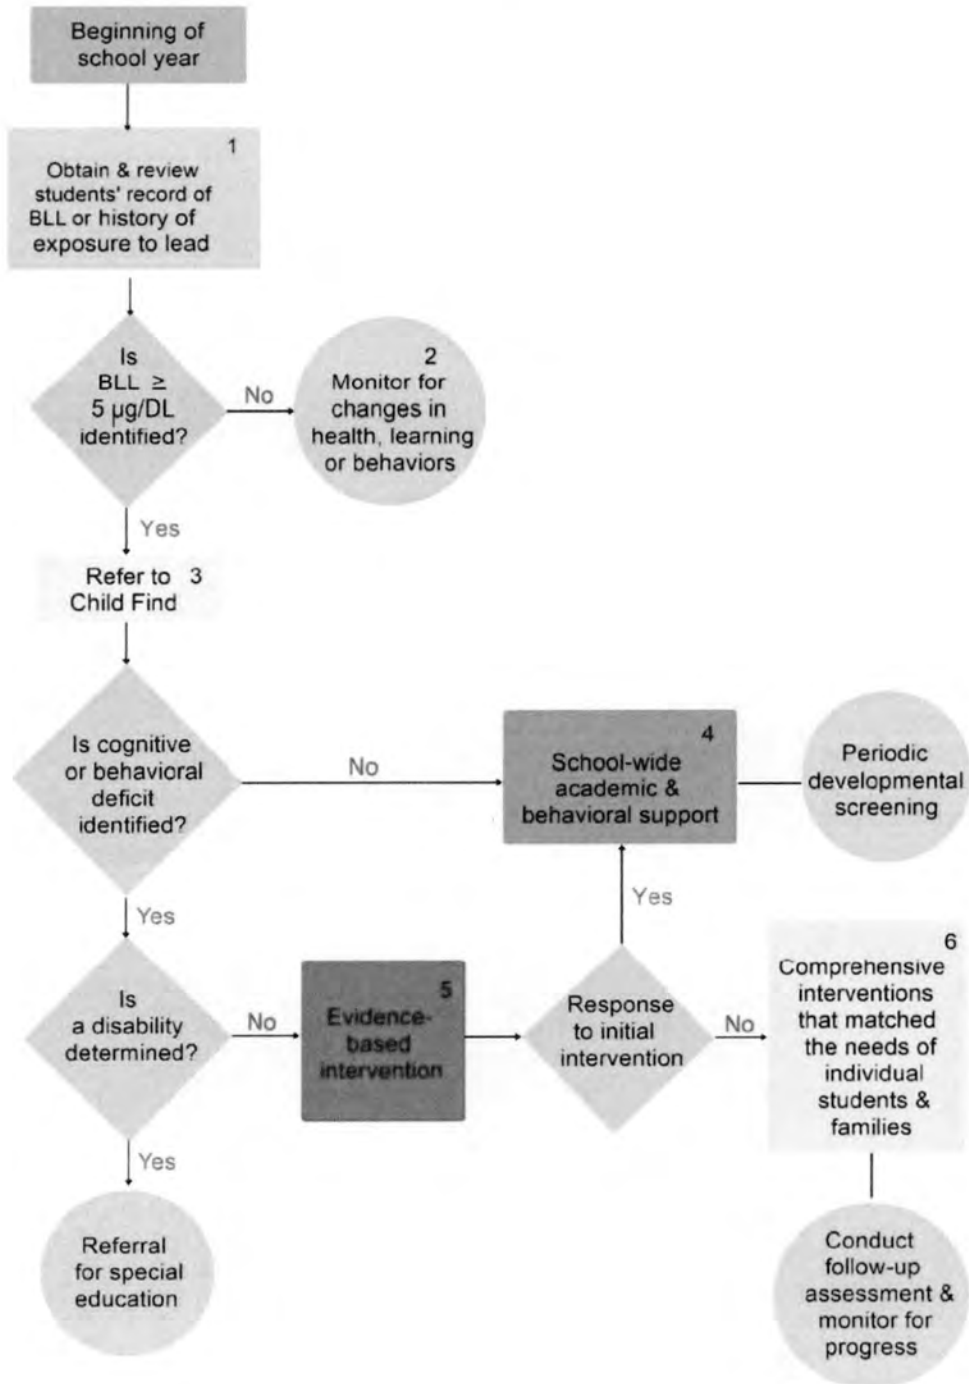 Beginning of
school year
1
Obtain & review
students' record of
BLL or history of
exposure to lead
Is
BLL ≥
5 µg/DL
identified?
No
2
Monitor for
changes in
health, learning
or behaviors
Yes
Refer to 3
Child Find
Is cognitive
or behavioral
deficit
identified?
No
4
School-wide
academic &
behavioral support
Periodic
developmental
screening
Yes
Yes
Is
a disability
determined?
No
5
Evidence-
based
intervention
Response
to initial
intervention
No
6
Comprehensive
interventions
that matched
the needs of
individual
students &
families
Yes
Referral
for special
education
Conduct
follow-up
assessment &
monitor for
progress